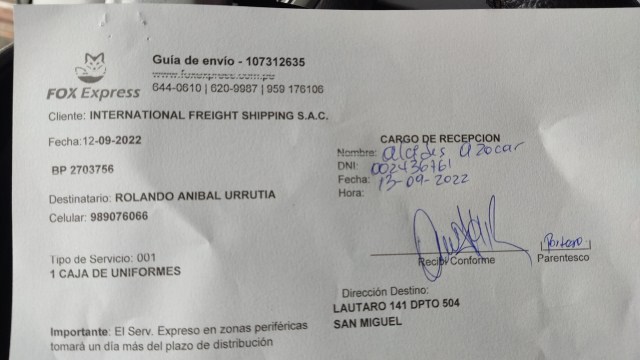 FOX Express
Guía de envío - 107312635
www.foxexpress.com.pe
644-0610 | 620-9987 | 959 176106
Cliente: INTERNATIONAL FREIGHT SHIPPING S.A.C.
Fecha:12-09-2022
BP 2703756
Destinatario: ROLANDO ANIBAL URRUTIA
Celular: 989076066
Tipo de Servicio: 001
1 CAJA DE UNIFORMES
Importante: El Serv. Expreso en zonas periféricas
tomará un día más del plazo de distribución
CARGO DE RECEPCION
Nombre: Alcides Azocar
DNI: 002436761
Fecha: 13-09-2022
Hora:
Portero
Recibí Conforme Parentesco
Dirección Destino:
LAUTARO 141 DPTO 504
SAN MIGUEL